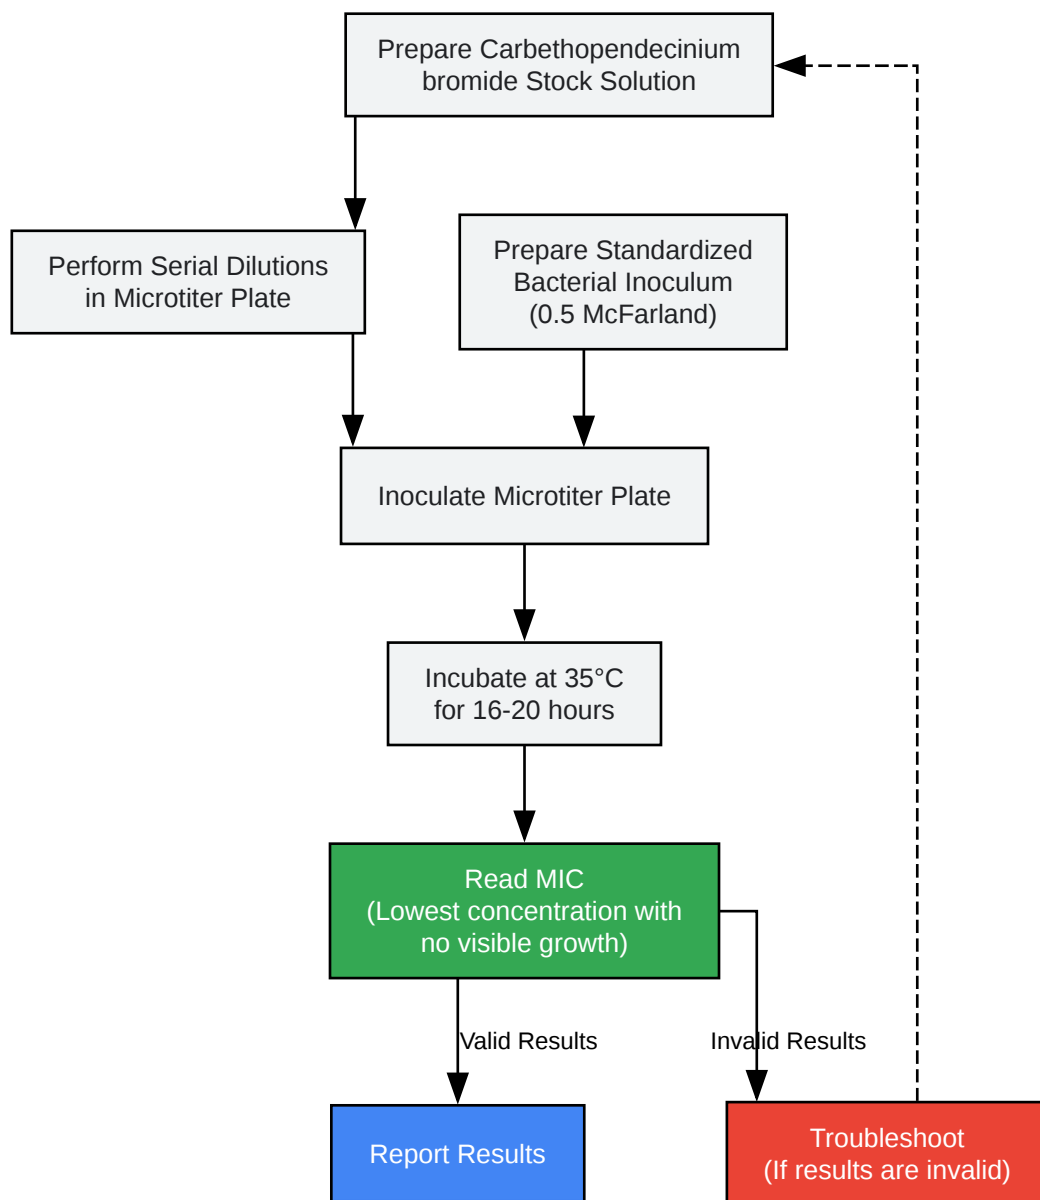 Prepare Carbethopendecinium
bromide Stock Solution
Perform Serial Dilutions
in Microtiter Plate
Prepare Standardized
Bacterial Inoculum
(0.5 McFarland)
Inoculate Microtiter Plate
Incubate at 35°C
for 16-20 hours
Read MIC
(Lowest concentration with
no visible growth)
Valid Results
Invalid Results
Report Results
Troubleshoot
(If results are invalid)